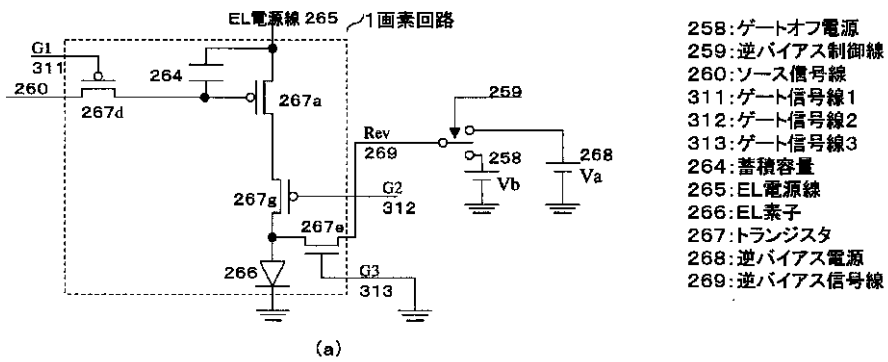 EL電源線 265
1画素回路
G1
311
264
260
267d
267a
259
Rev
269
258
Vb
268
Va
G2
312
267g
267e
266
G3
313
(a)
258:ゲートオフ電源
259:逆バイアス制御線
260:ソース信号線
311:ゲート信号線1
312:ゲート信号線2
313:ゲート信号線3
264:蓄積容量
265:EL電源線
266:EL素子
267:トランジスタ
268:逆バイアス電源
269:逆バイアス信号線